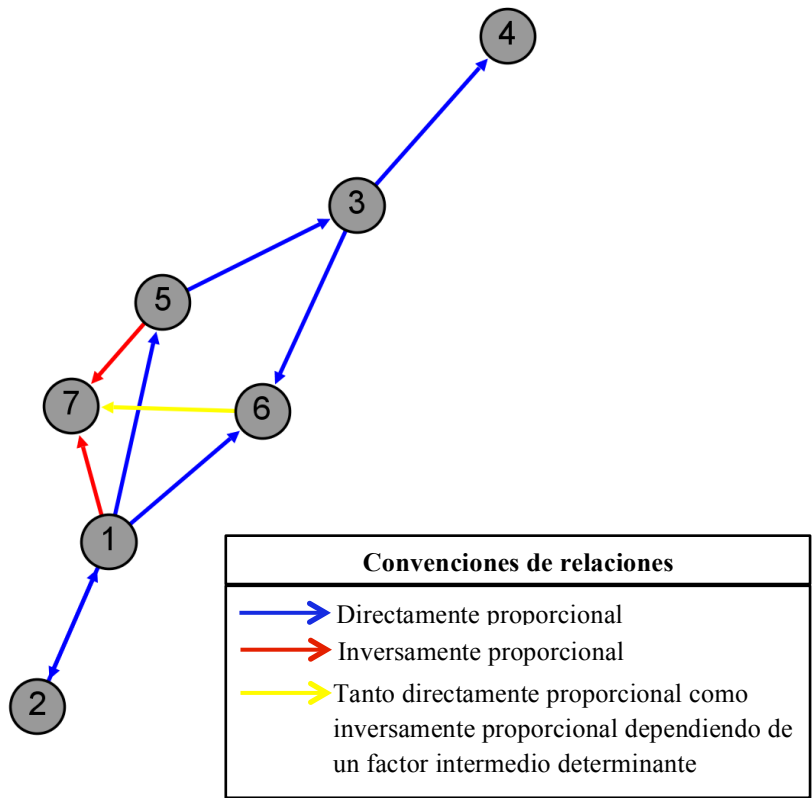 4
3
5
7
6
1
2
Convenciones de relaciones
Directamente proporcional
Inversamente proporcional
Tanto directamente proporcional como
inversamente proporcional dependiendo de
un factor intermedio determinante